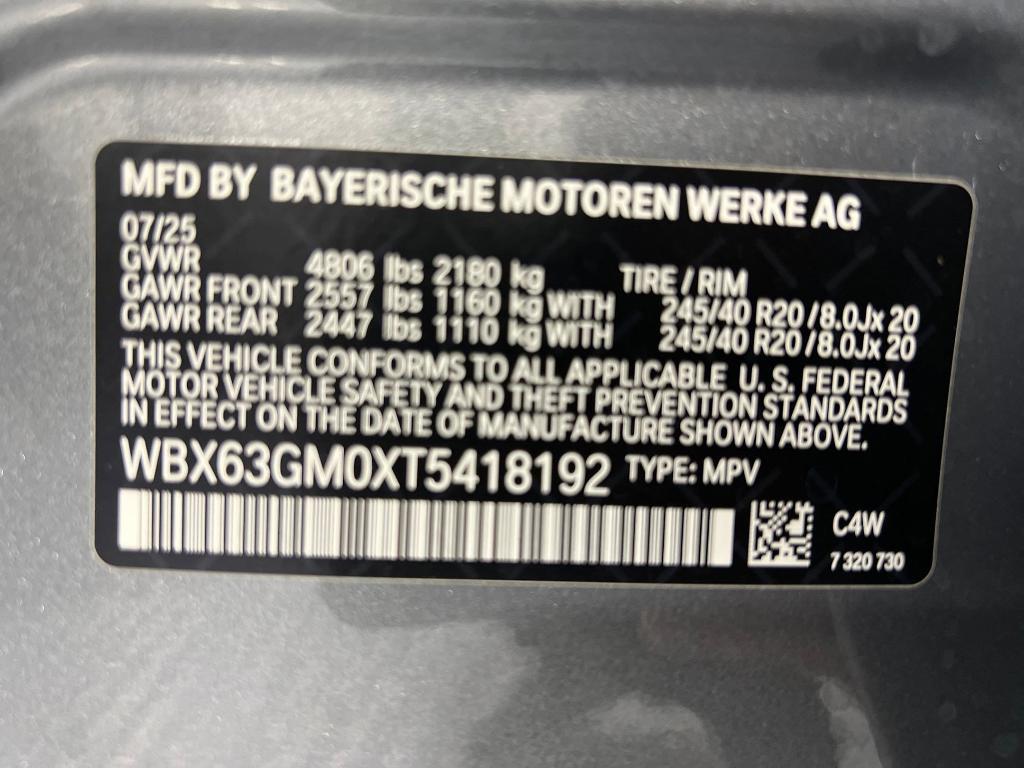 MFD BY BAYERISCHE MOTOREN WERKE AG
07/25
GVWR 4806 lbs 2180 kg TIRE / RIM
GAWR FRONT 2557 lbs 1160 kg WITH 245/40 R20 / 8.0Jx 20
GAWR REAR 2447 lbs 1110 kg WITH 245/40 R20 / 8.0Jx 20
THIS VEHICLE CONFORMS TO ALL APPLICABLE U. S. FEDERAL
MOTOR VEHICLE SAFETY AND THEFT PREVENTION STANDARDS
IN EFFECT ON THE DATE OF MANUFACTURE SHOWN ABOVE.
WBX63GM0XT5418192 TYPE: MPV
C4W
7 320 730